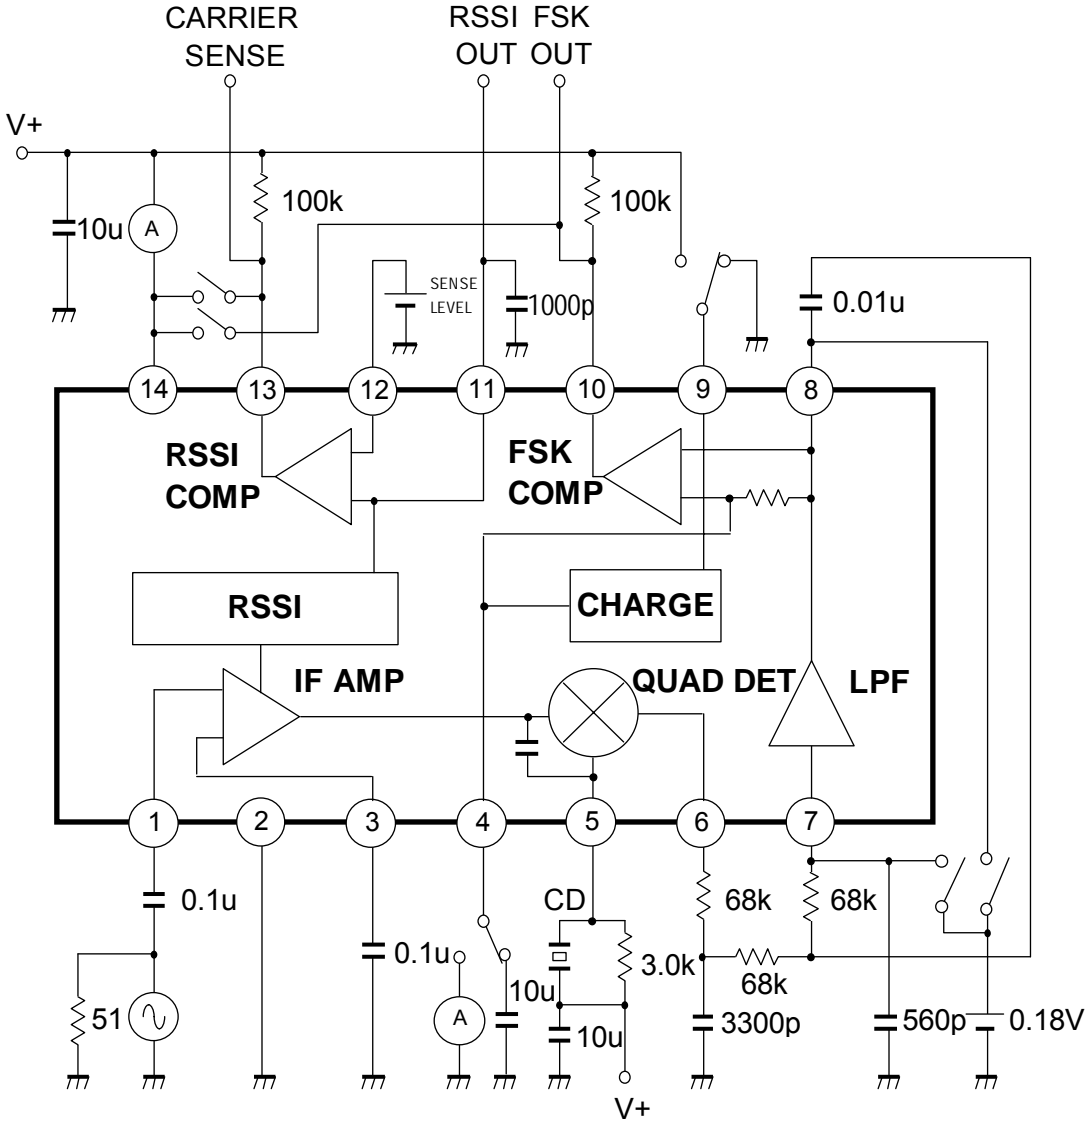 CARRIER
SENSE
RSSI
OUT
FSK
OUT
V+
100k
100k
10u
A
SENSE
LEVEL
1000p
0.01u
14
13
12
11
10
9
8
RSSI
COMP
FSK
COMP
RSSI
CHARGE
IF AMP
QUAD DET
LPF
1
2
3
4
5
6
7
0.1u
CD
68k
68k
0.1u
3.0k
68k
10u
51
A
10u
3300p
560p
0.18V
V+